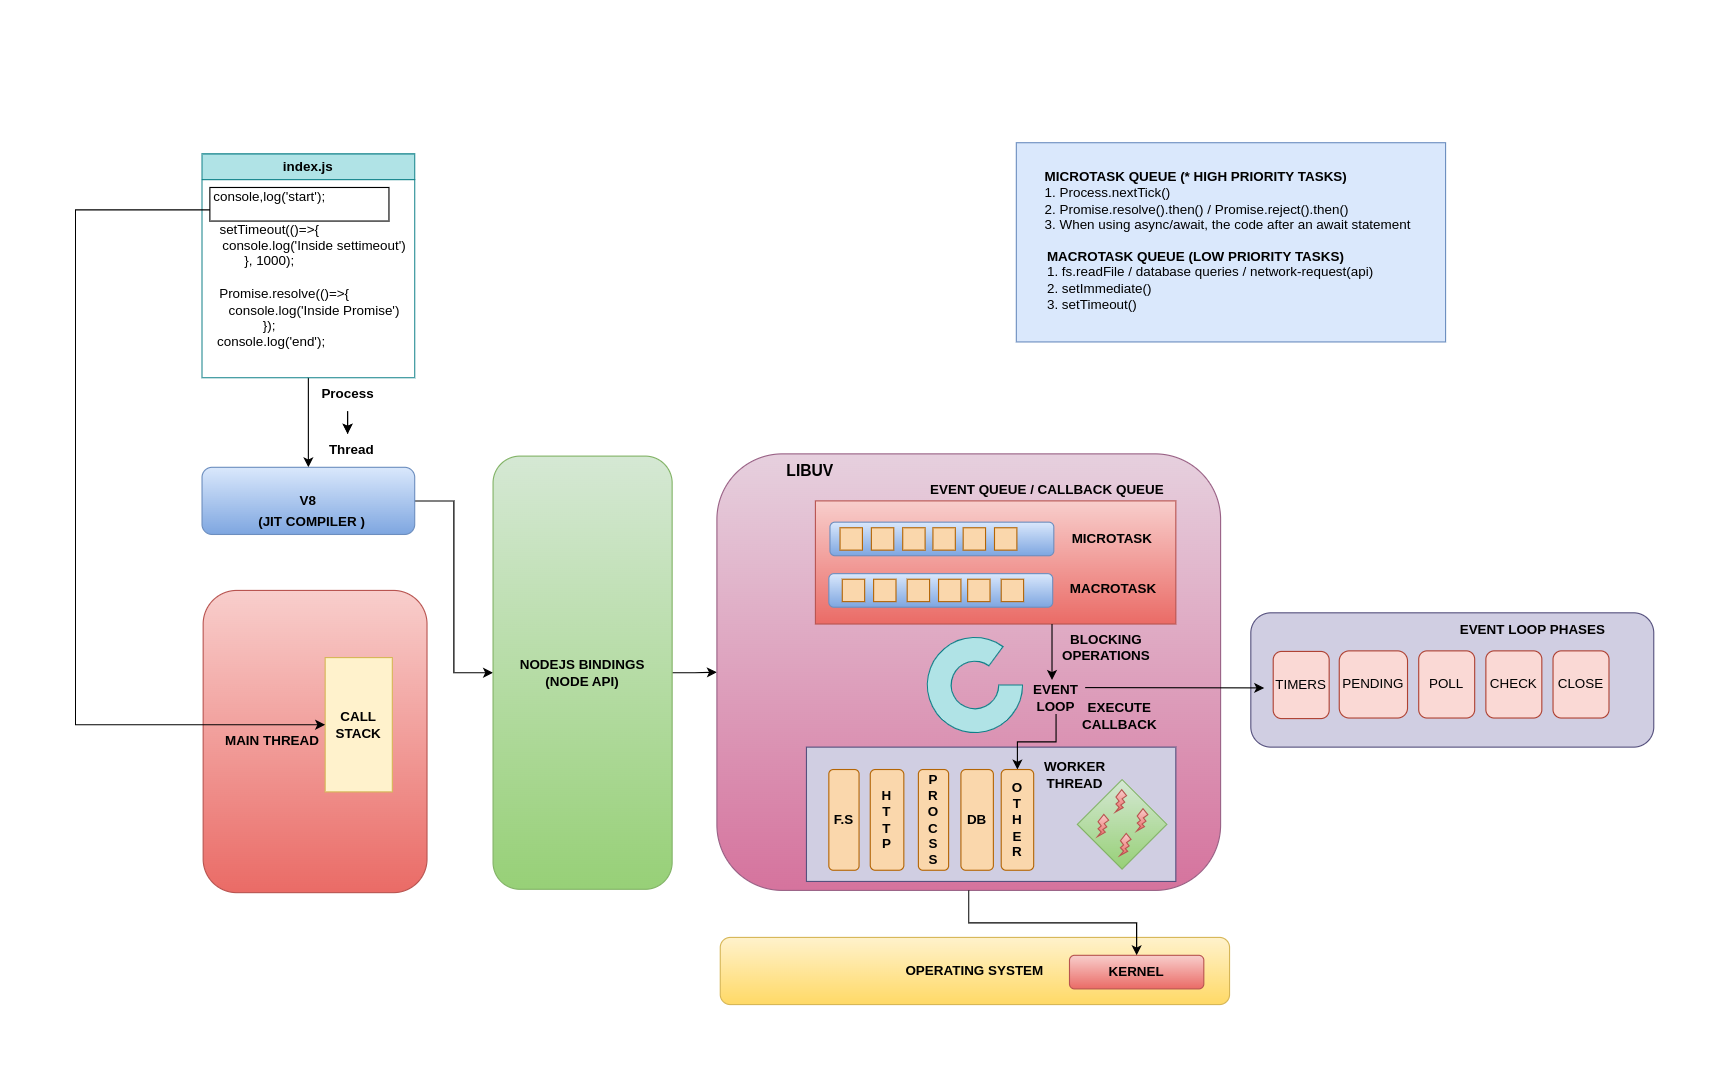 index.js
console,log('start');
setTimeout(()=>{
console.log('Inside settimeout')
}, 1000);
Promise.resolve(()=>{
console.log('Inside Promise')
});
console.log('end');
Process
Thread
V8
(JIT COMPILER )
MAIN THREAD
CALL
STACK
NODEJS BINDINGS
(NODE API)
MICROTASK QUEUE (* HIGH PRIORITY TASKS)
1. Process.nextTick()
2. Promise.resolve().then() / Promise.reject().then()
3. When using async/await, the code after an await statement
MACROTASK QUEUE (LOW PRIORITY TASKS)
1. fs.readFile / database queries / network-request(api)
2. setImmediate()
3. setTimeout()
LIBUV
EVENT QUEUE / CALLBACK QUEUE
MICROTASK
MACROTASK
BLOCKING
OPERATIONS
EVENT
LOOP
EXECUTE
CALLBACK
WORKER
THREAD
F.S
HTTP
PROCSS
DB
OTHER
EVENT LOOP PHASES
TIMERS
PENDING
POLL
CHECK
CLOSE
OPERATING SYSTEM
KERNEL